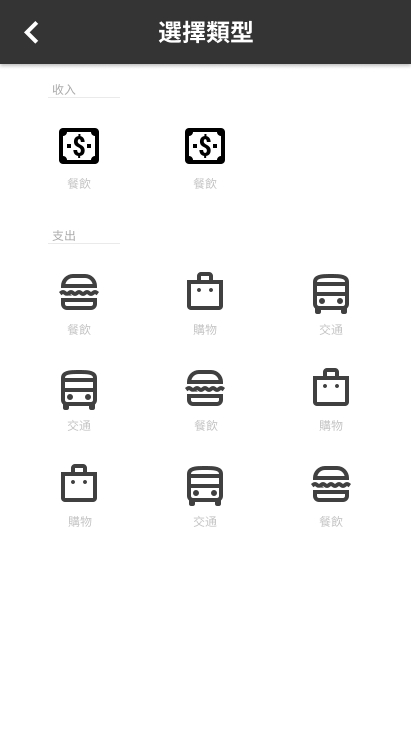 選擇類型
收入
餐飲 餐飲
支出
餐飲 購物 交通
交通 餐飲 購物
購物 交通 餐飲